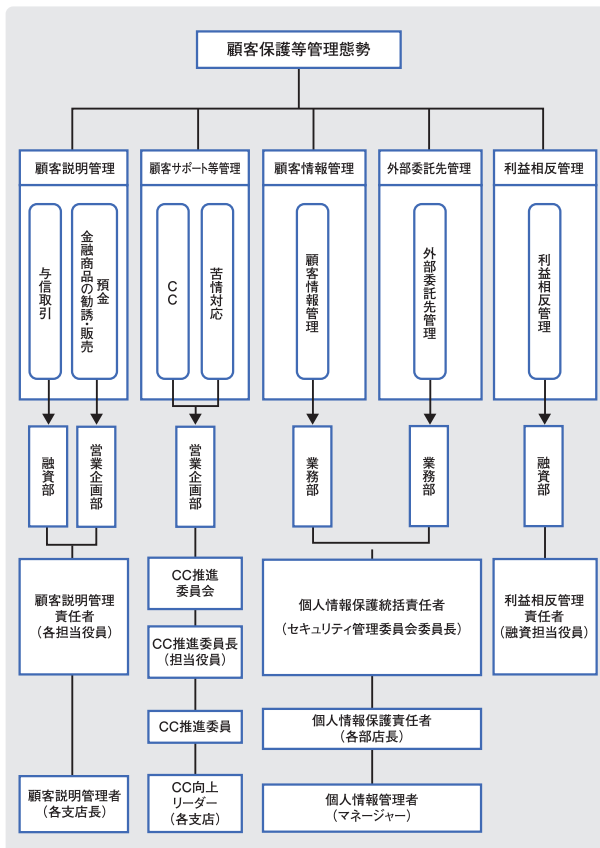 顧客保護等管理態勢
顧客説明管理
顧客サポート等管理
顧客情報管理
外部委託先管理
利益相反管理
与信取引
預金
金融商品の勧誘・販売
CC
苦情対応
顧客情報管理
外部委託先管理
利益相反管理
融資部
営業企画部
営業企画部
業務部
業務部
融資部
顧客説明管理
責任者
(各担当役員)
CC推進
委員会
CC推進委員長
(担当役員)
CC推進委員
CC向上
リーダー
(各支店)
個人情報保護統括責任者
(セキュリティ管理委員会委員長)
利益相反管理
責任者
(融資担当役員)
個人情報保護責任者
(各部店長)
顧客説明管理者
(各支店長)
個人情報管理者
(マネージャー)